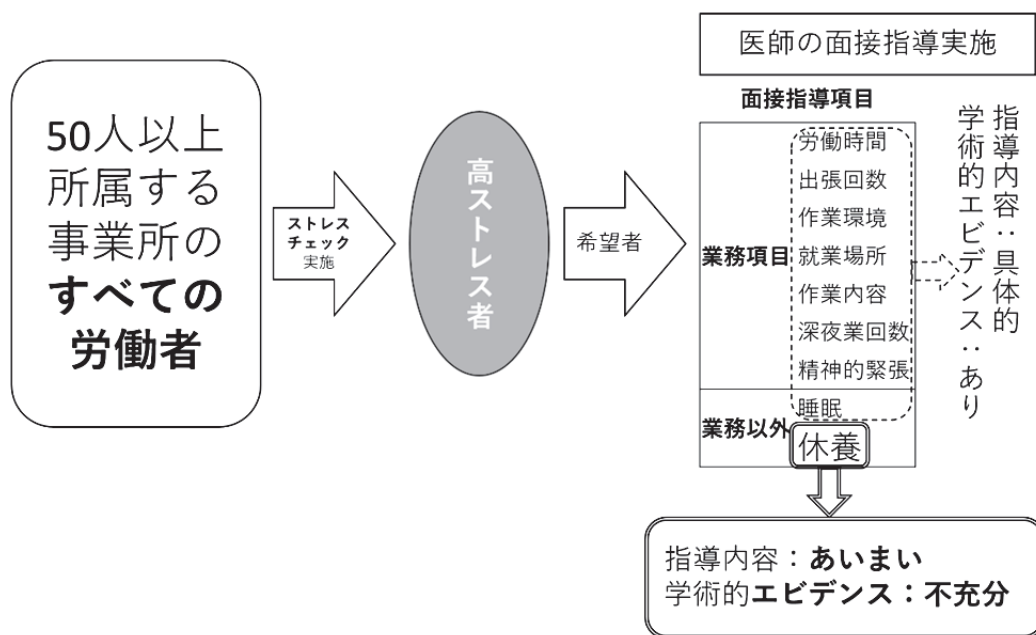 50人以上
所属する
事業所の
すべての
労働者
ストレス
チェック
実施
高ストレス者
希望者
医師の面接指導実施
面接指導項目
業務項目
労働時間
出張回数
作業環境
就業場所
作業内容
深夜業回数
精神的緊張
業務以外
睡眠
休養
指導内容：具体的
学術的エビデンス：あり
指導内容：あいまい
学術的エビデンス：不充分